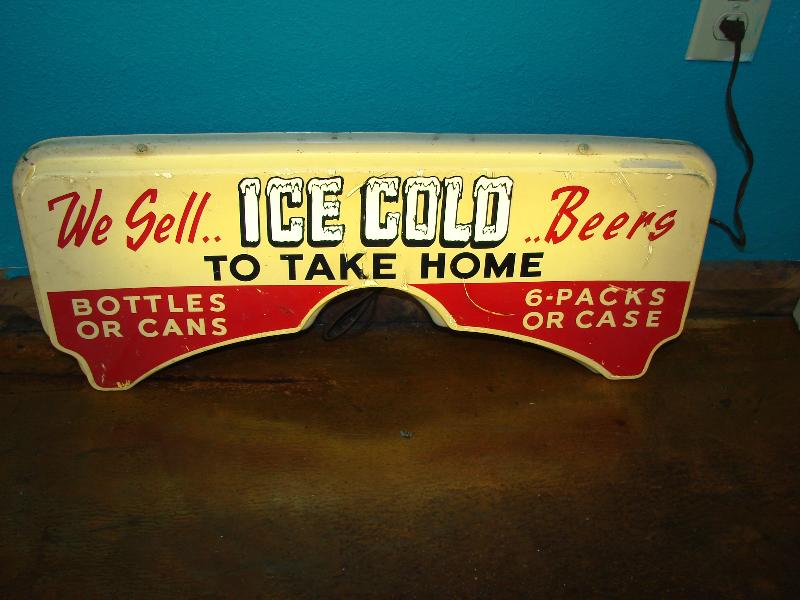 We Sell.. ICE COLD ..Beers
TO TAKE HOME
BOTTLES
OR CANS
6-PACKS
OR CASE